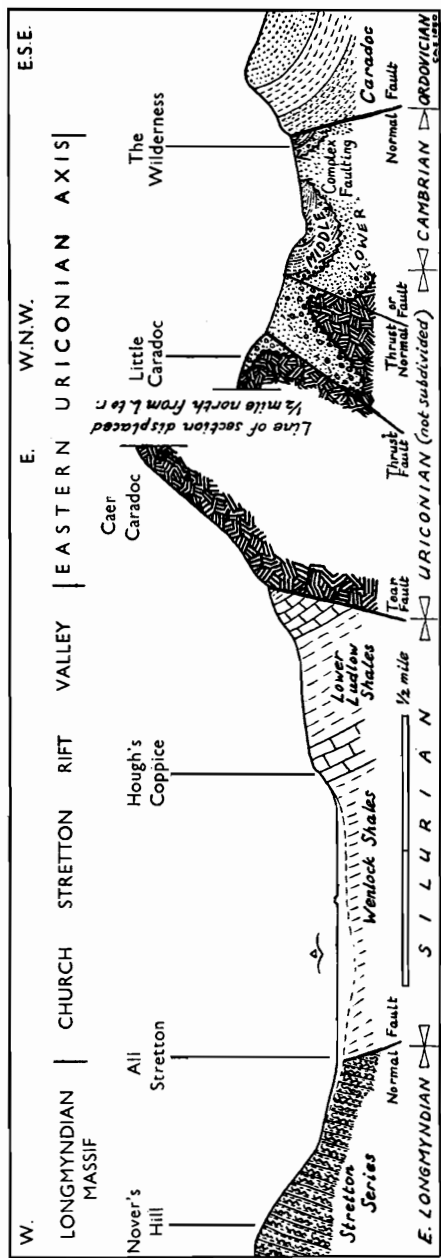 W. E. W.N.W. E.S.E.
LONGMYNDIAN MASSIF
CHURCH STRETTON RIFT VALLEY
EASTERN URICONIAN AXIS
Nover's Hill
All Stretton
Hough's Coppice
Caer Caradoc
Little Caradoc
The Wilderness
Line of section displaced
½ mile north from L to r.
Stretton Series
Normal Fault
Wenlock Shales
Lower Ludlow Shales
½ mile
Tear Fault
Thrust Fault
Thrust or Normal Fault
MIDDLE
LOWER
Complex Faulting
Normal Fault
Caradoc
E. LONGMYNDIAN
SILURIAN
URICONIAN (not subdivided)
CAMBRIAN
ORDOVICIAN